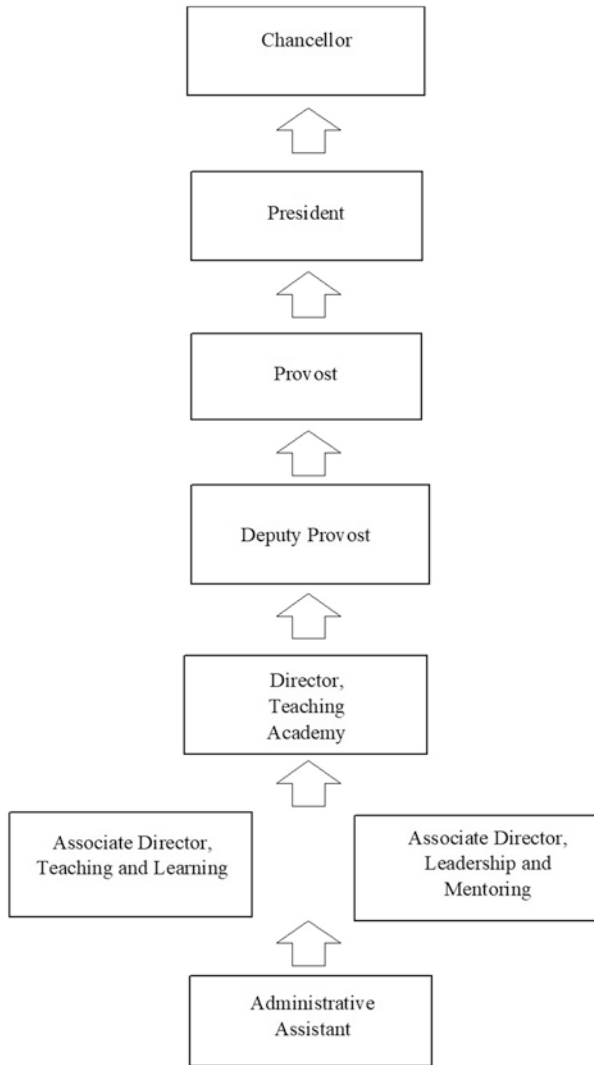 Chancellor
President
Provost
Deputy Provost
Director,
Teaching
Academy
Associate Director,
Teaching and Learning
Associate Director,
Leadership and
Mentoring
Administrative
Assistant